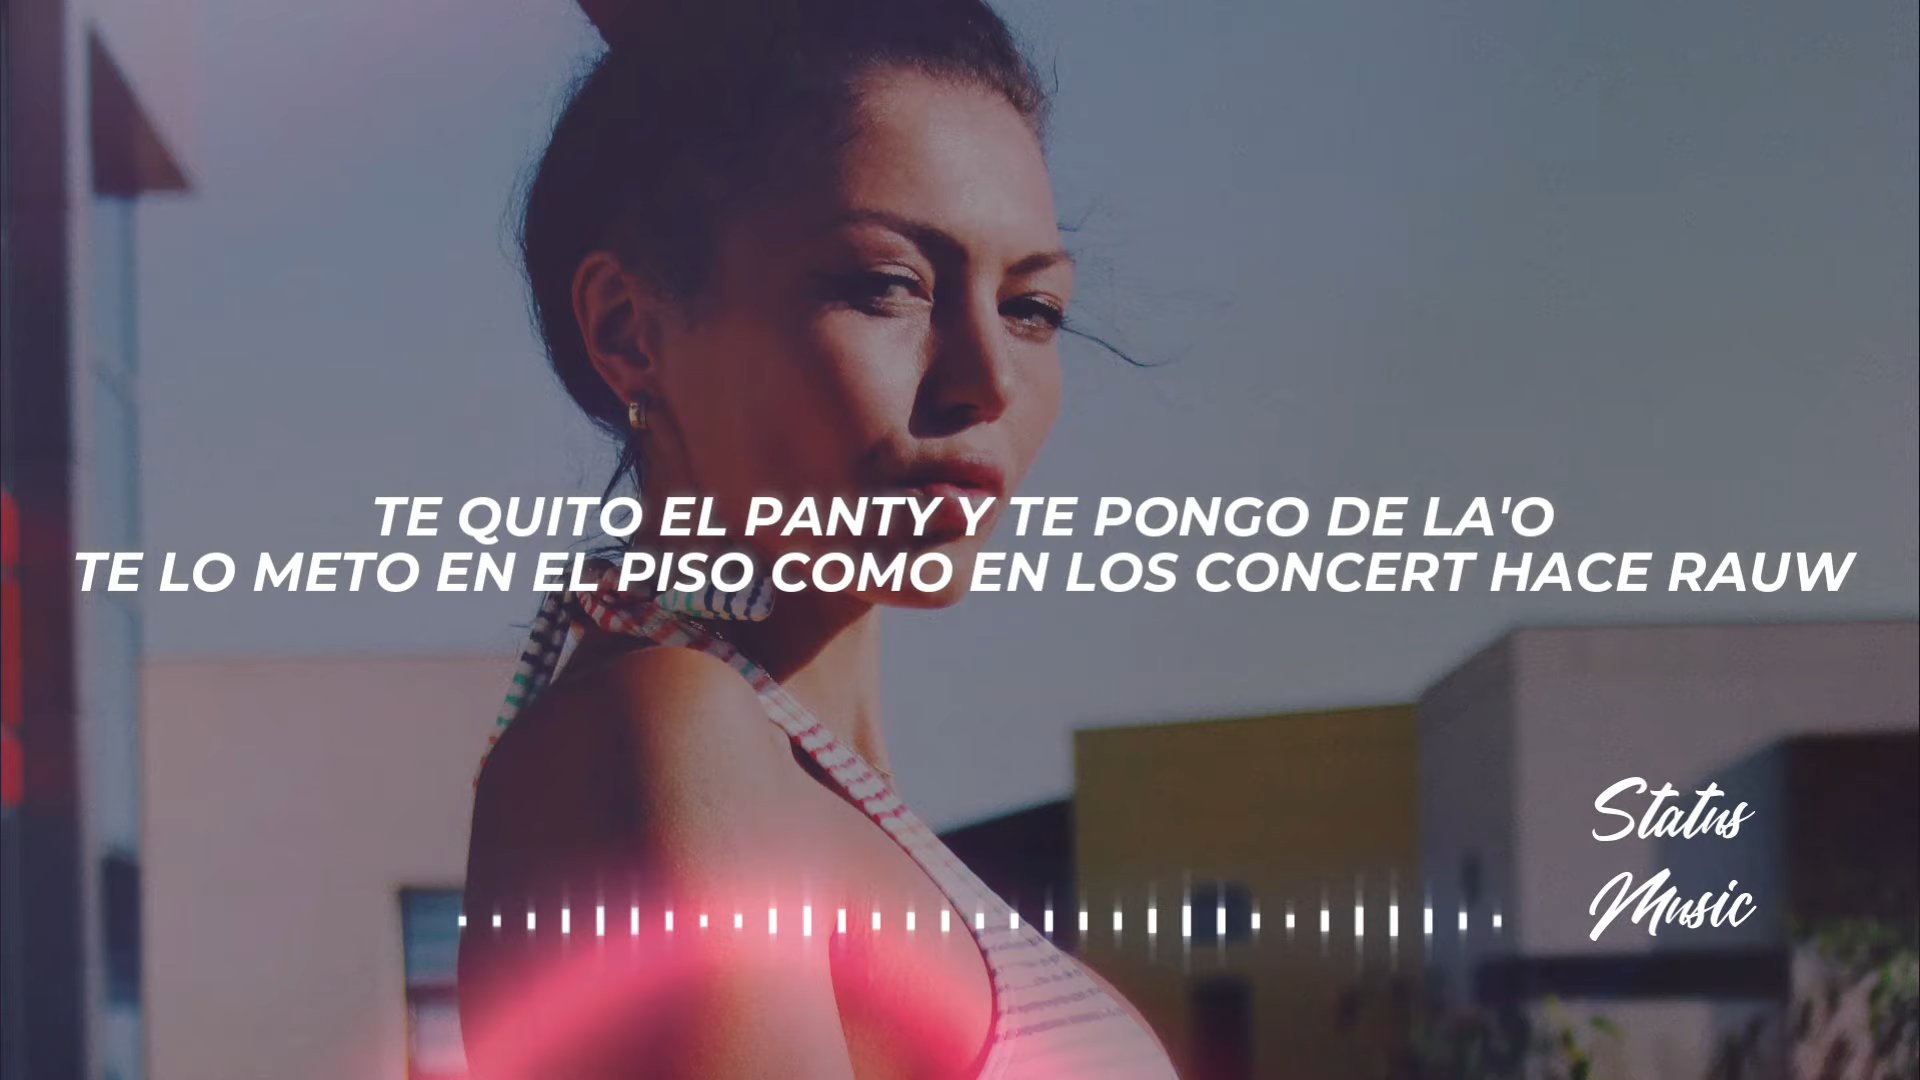 TE QUITO EL PANTY Y TE PONGO DE LA'O
TE LO METO EN EL PISO COMO EN LOS CONCERT HACE RAUW
Status
Music